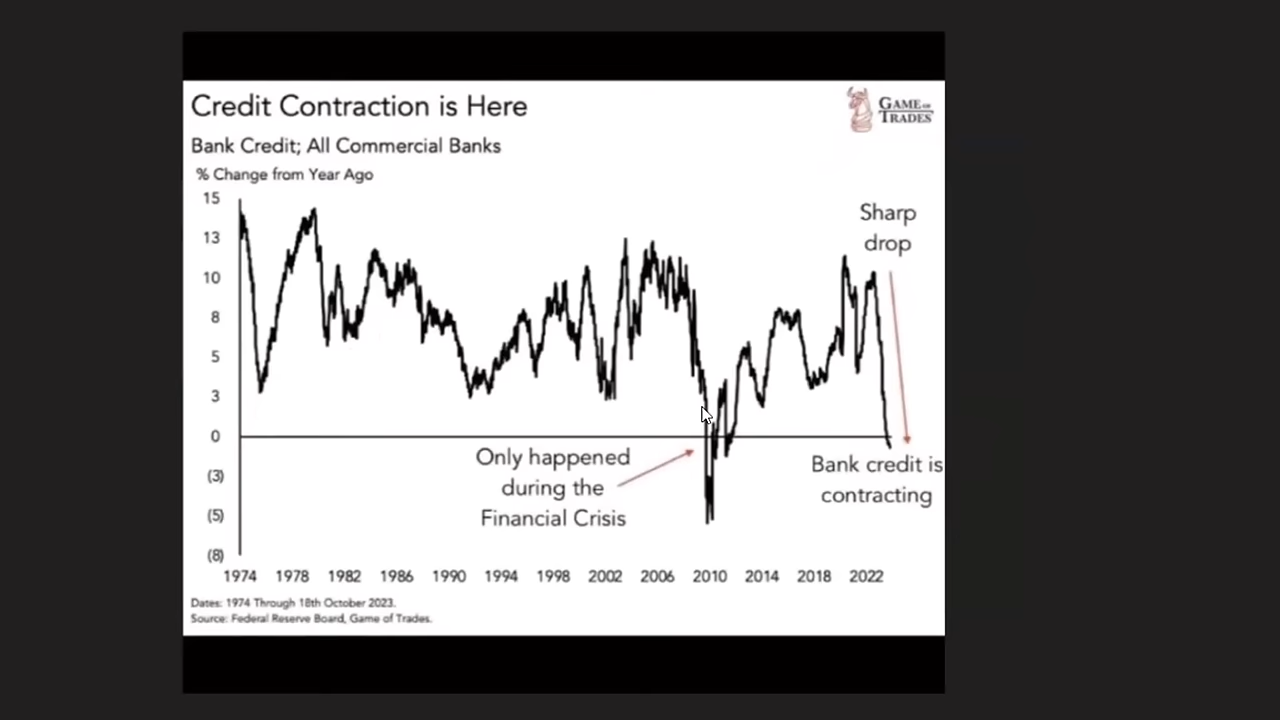 Credit Contraction is Here
GAME OF
TRADES
Bank Credit; All Commercial Banks
% Change from Year Ago
15
13
10
8
5
3
0
(3)
(5)
(8)
Sharp
drop
Only happened
during the
Financial Crisis
Bank credit is
contracting
1974 1978 1982 1986 1990 1994 1998 2002 2006 2010 2014 2018 2022
Dates: 1974 Through 18th October 2023.
Source: Federal Reserve Board, Game of Trades.